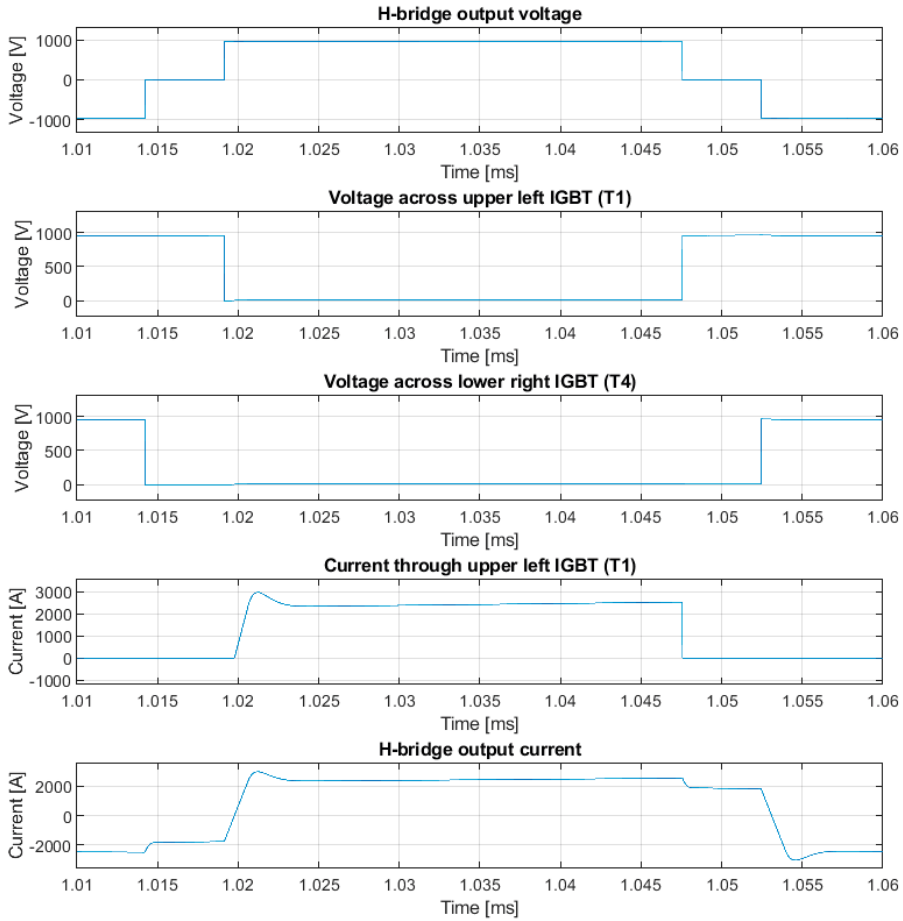 H-bridge output voltage
Voltage [V]
1000
0
-1000
1.01 1.015 1.02 1.025 1.03 1.035 1.04 1.045 1.05 1.055 1.06
Time [ms]
Voltage across upper left IGBT (T1)
Voltage [V]
1000
500
0
1.01 1.015 1.02 1.025 1.03 1.035 1.04 1.045 1.05 1.055 1.06
Time [ms]
Voltage across lower right IGBT (T4)
Voltage [V]
1000
500
0
1.01 1.015 1.02 1.025 1.03 1.035 1.04 1.045 1.05 1.055 1.06
Time [ms]
Current through upper left IGBT (T1)
Current [A]
3000
2000
1000
0
-1000
1.01 1.015 1.02 1.025 1.03 1.035 1.04 1.045 1.05 1.055 1.06
Time [ms]
H-bridge output current
Current [A]
2000
0
-2000
1.01 1.015 1.02 1.025 1.03 1.035 1.04 1.045 1.05 1.055 1.06
Time [ms]